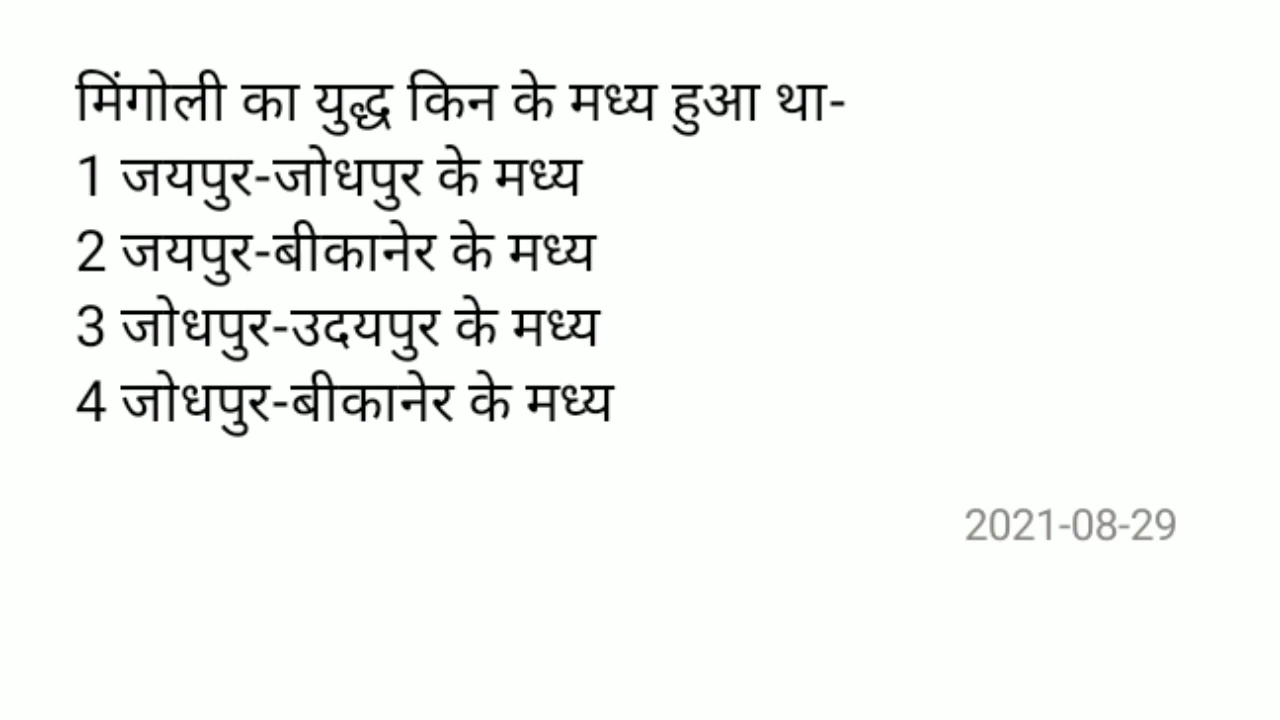 मिंगोली का युद्ध किन के मध्य हुआ था-
1 जयपुर-जोधपुर के मध्य
2 जयपुर-बीकानेर के मध्य
3 जोधपुर-उदयपुर के मध्य
4 जोधपुर-बीकानेर के मध्य
2021-08-29